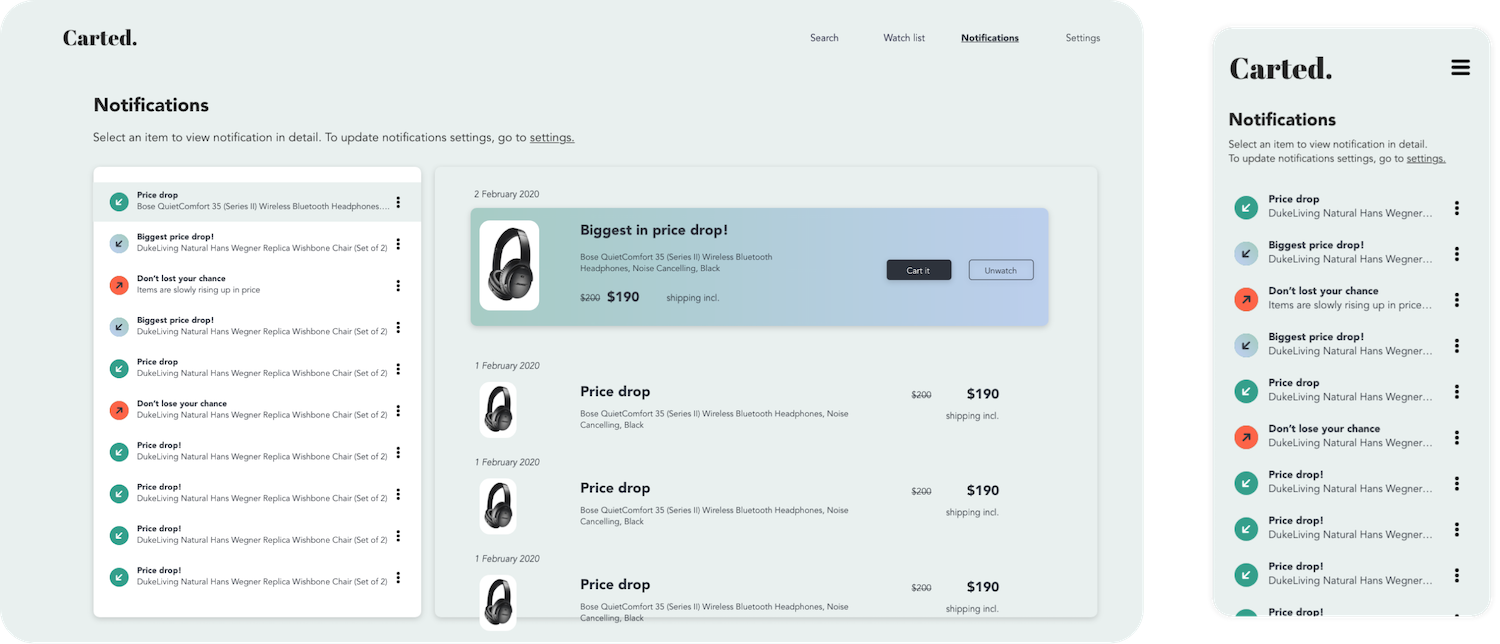 Carted.
Search
Watch list
Notifications
Settings
Notifications
Select an item to view notification in detail. To update notifications settings, go to settings.
Price drop
Bose QuietComfort 35 (Series II) Wireless Bluetooth Headphones....
Biggest price drop!
DukeLiving Natural Hans Wegner Replica Wishbone Chair (Set of 2)
Don't lost your chance
Items are slowly rising up in price
Biggest price drop!
DukeLiving Natural Hans Wegner Replica Wishbone Chair (Set of 2)
Price drop
DukeLiving Natural Hans Wegner Replica Wishbone Chair (Set of 2)
Don't lose your chance
DukeLiving Natural Hans Wegner Replica Wishbone Chair (Set of 2)
Price drop!
DukeLiving Natural Hans Wegner Replica Wishbone Chair (Set of 2)
Price drop!
DukeLiving Natural Hans Wegner Replica Wishbone Chair (Set of 2)
Price drop!
DukeLiving Natural Hans Wegner Replica Wishbone Chair (Set of 2)
Price drop!
DukeLiving Natural Hans Wegner Replica Wishbone Chair (Set of 2)
2 February 2020
Biggest in price drop!
Bose QuietComfort 35 (Series II) Wireless Bluetooth
Headphones, Noise Cancelling, Black
$200 $190 shipping incl.
Cart it
Unwatch
1 February 2020
Price drop
Bose QuietComfort 35 (Series II) Wireless Bluetooth Headphones, Noise
Cancelling, Black
$200 $190
shipping incl.
1 February 2020
Price drop
Bose QuietComfort 35 (Series II) Wireless Bluetooth Headphones, Noise
Cancelling, Black
$200 $190
shipping incl.
1 February 2020
Price drop
Bose QuietComfort 35 (Series II) Wireless Bluetooth Headphones, Noise
Cancelling, Black
$200 $190
shipping incl.
Carted.
Notifications
Select an item to view notification in detail.
To update notifications settings, go to settings.
Price drop
DukeLiving Natural Hans Wegner...
Biggest price drop!
DukeLiving Natural Hans Wegner...
Don't lost your chance
Items are slowly rising up in price...
Biggest price drop!
DukeLiving Natural Hans Wegner...
Price drop
DukeLiving Natural Hans Wegner...
Don't lose your chance
DukeLiving Natural Hans Wegner...
Price drop!
DukeLiving Natural Hans Wegner...
Price drop!
DukeLiving Natural Hans Wegner...
Price drop!
DukeLiving Natural Hans Wegner...
Price drop!